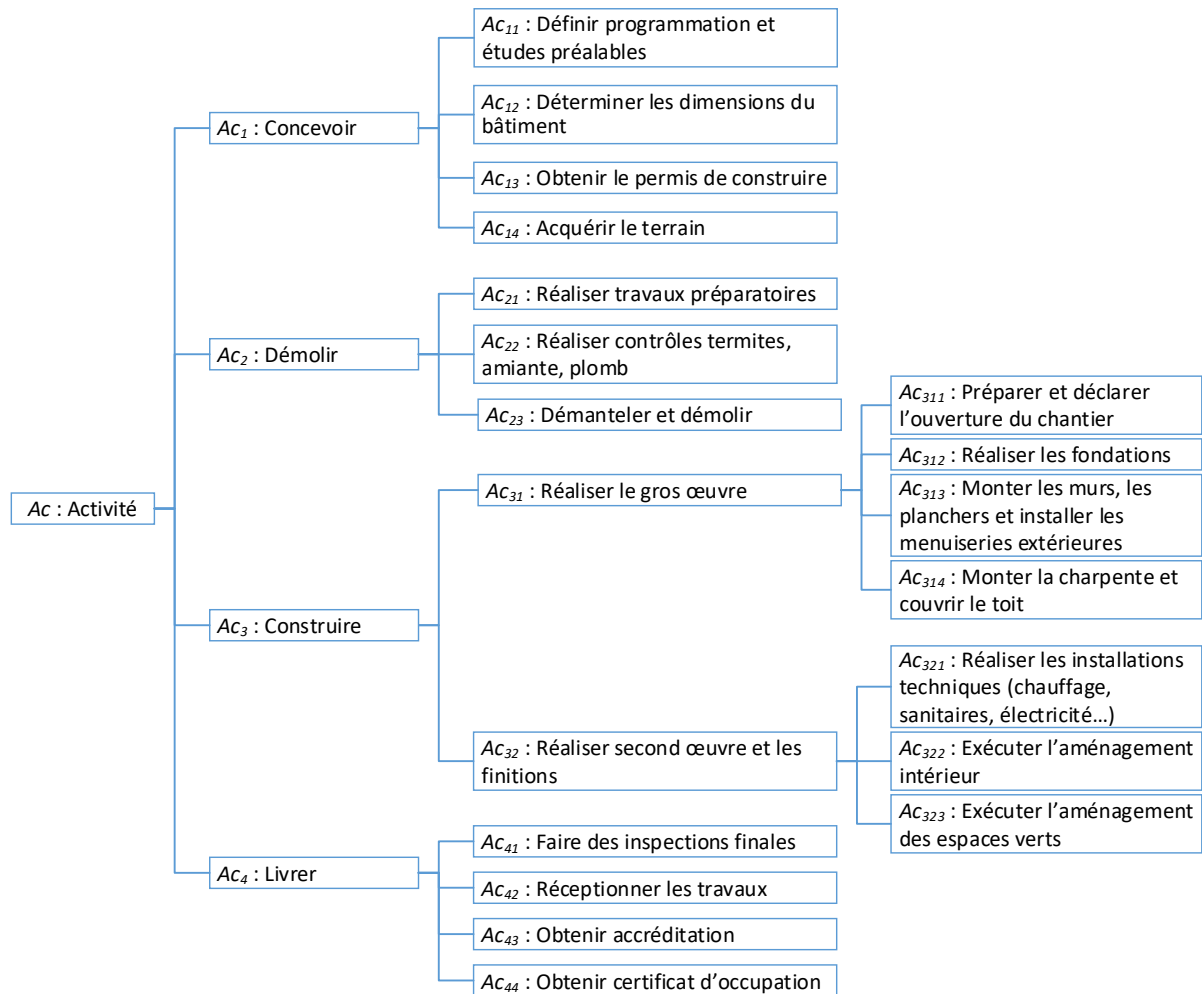 Ac : Activité
Ac₁ : Concevoir
Ac₁₁ : Définir programmation et
études préalables
Ac₁₂ : Déterminer les dimensions du
bâtiment
Ac₁₃ : Obtenir le permis de construire
Ac₁₄ : Acquérir le terrain
Ac₂ : Démolir
Ac₂₁ : Réaliser travaux préparatoires
Ac₂₂ : Réaliser contrôles termites,
amiante, plomb
Ac₂₃ : Démanteler et démolir
Ac₃ : Construire
Ac₃₁ : Réaliser le gros œuvre
Ac₃₁₁ : Préparer et déclarer
l’ouverture du chantier
Ac₃₁₂ : Réaliser les fondations
Ac₃₁₃ : Monter les murs, les
planchers et installer les
menuiseries extérieures
Ac₃₁₄ : Monter la charpente et
couvrir le toit
Ac₃₂ : Réaliser second œuvre et les
finitions
Ac₃₂₁ : Réaliser les installations
techniques (chauffage,
sanitaires, électricité…)
Ac₃₂₂ : Exécuter l’aménagement
intérieur
Ac₃₂₃ : Exécuter l’aménagement
des espaces verts
Ac₄ : Livrer
Ac₄₁ : Faire des inspections finales
Ac₄₂ : Réceptionner les travaux
Ac₄₃ : Obtenir accréditation
Ac₄₄ : Obtenir certificat d’occupation